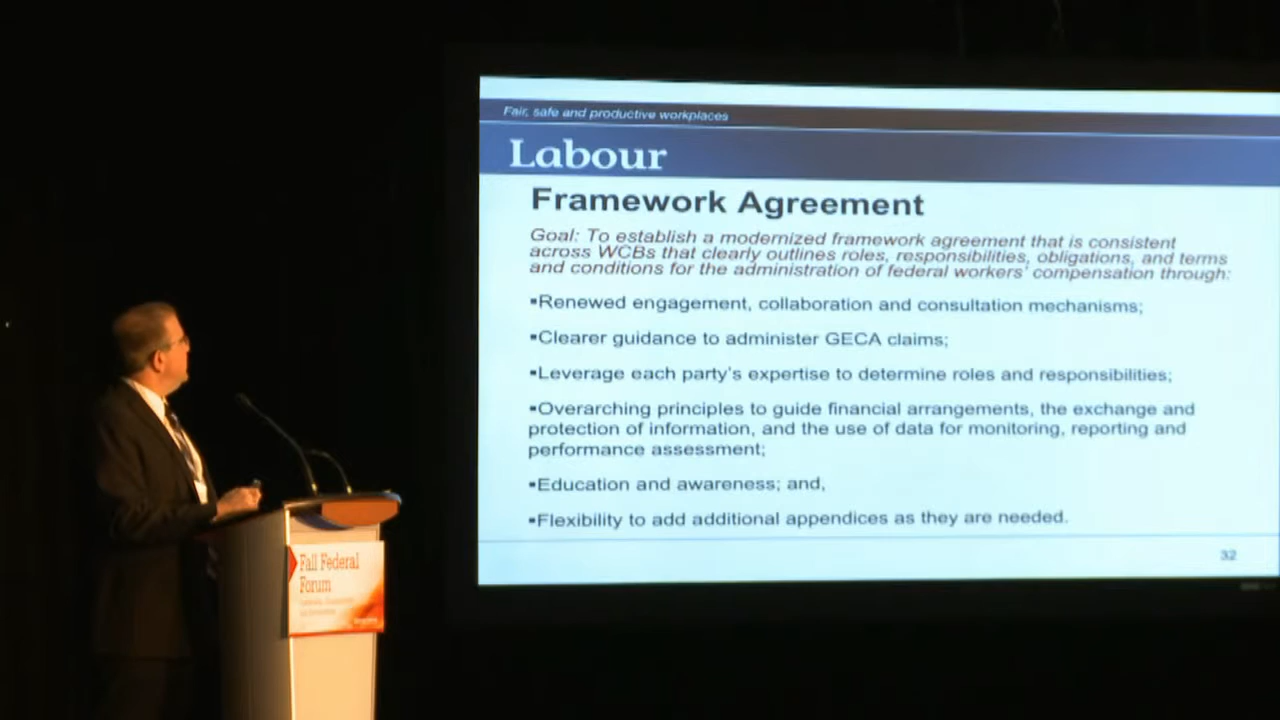 Fair, safe and productive workplaces
Labour
Framework Agreement
Goal: To establish a modernized framework agreement that is consistent
across WCBs that clearly outlines roles, responsibilities, obligations, and terms
and conditions for the administration of federal workers' compensation through:
▪Renewed engagement, collaboration and consultation mechanisms;
▪Clearer guidance to administer GECA claims;
▪Leverage each party's expertise to determine roles and responsibilities;
▪Overarching principles to guide financial arrangements, the exchange and
protection of information, and the use of data for monitoring, reporting and
performance assessment;
▪Education and awareness; and,
▪Flexibility to add additional appendices as they are needed.
32
Fall Federal
Forum